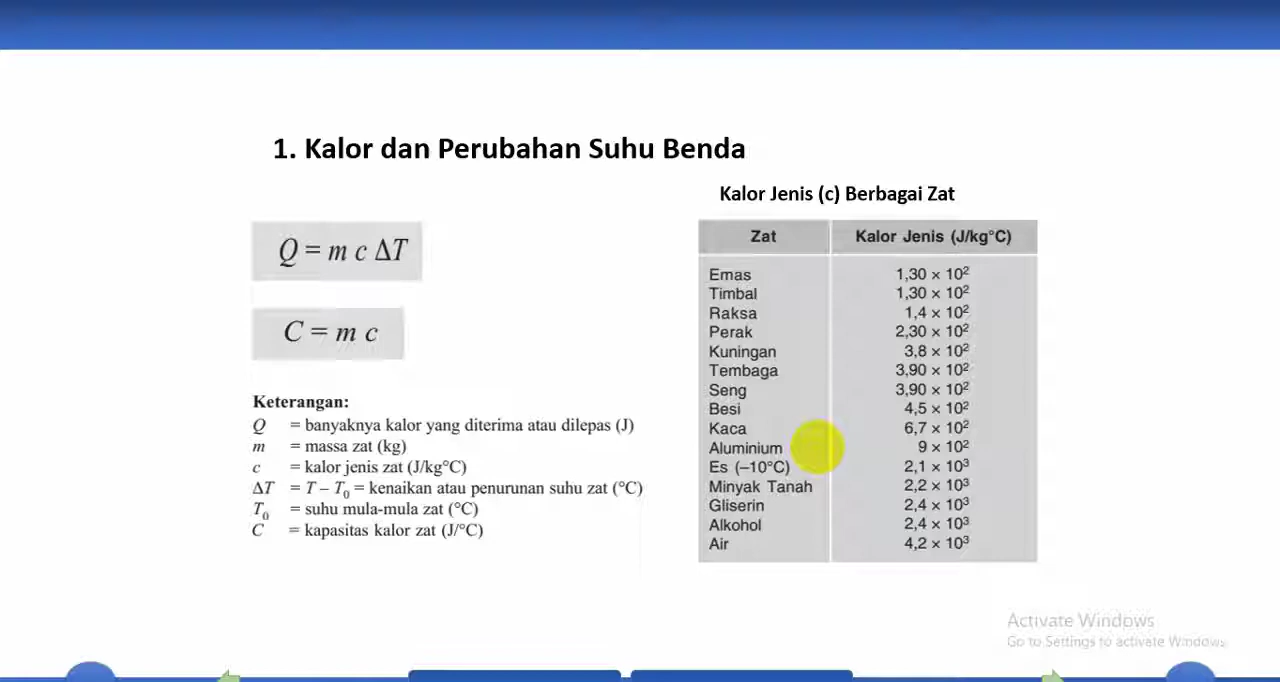 1. Kalor dan Perubahan Suhu Benda
Q = m c ΔT
C = m c
Keterangan:
Q = banyaknya kalor yang diterima atau dilepas (J)
m = massa zat (kg)
c = kalor jenis zat (J/kg°C)
ΔT = T – T₀ = kenaikan atau penurunan suhu zat (°C)
T₀ = suhu mula-mula zat (°C)
C = kapasitas kalor zat (J/°C)
Kalor Jenis (c) Berbagai Zat
Zat Kalor Jenis (J/kg°C)
Emas 1,30 × 10²
Timbal 1,30 × 10²
Raksa 1,4 × 10²
Perak 2,30 × 10²
Kuningan 3,8 × 10²
Tembaga 3,90 × 10²
Seng 3,90 × 10²
Besi 4,5 × 10²
Kaca 6,7 × 10²
Aluminium 9 × 10²
Es (–10°C) 2,1 × 10³
Minyak Tanah 2,2 × 10³
Gliserin 2,4 × 10³
Alkohol 2,4 × 10³
Air 4,2 × 10³
Activate Windows
Go to Settings to activate Windows.